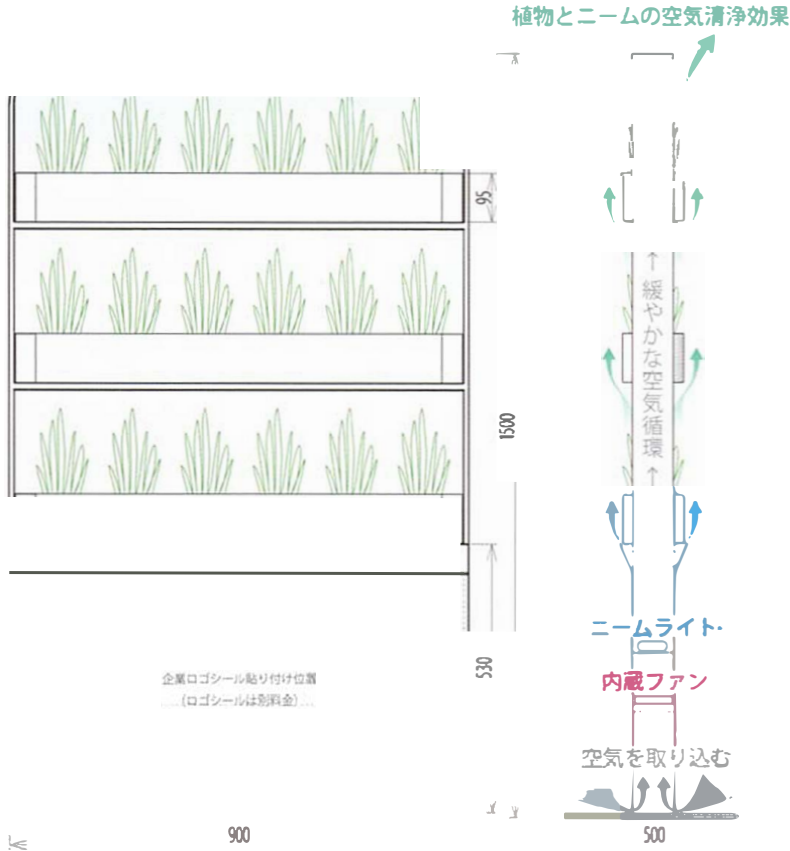 植物とニームの空気清浄効果
95
↑緩やかな空気循環↑
1500
ニームライト
530
企業ロゴシール貼り付け位置
(ロゴシールは別料金)
内蔵ファン
空気を取り込む
900
500